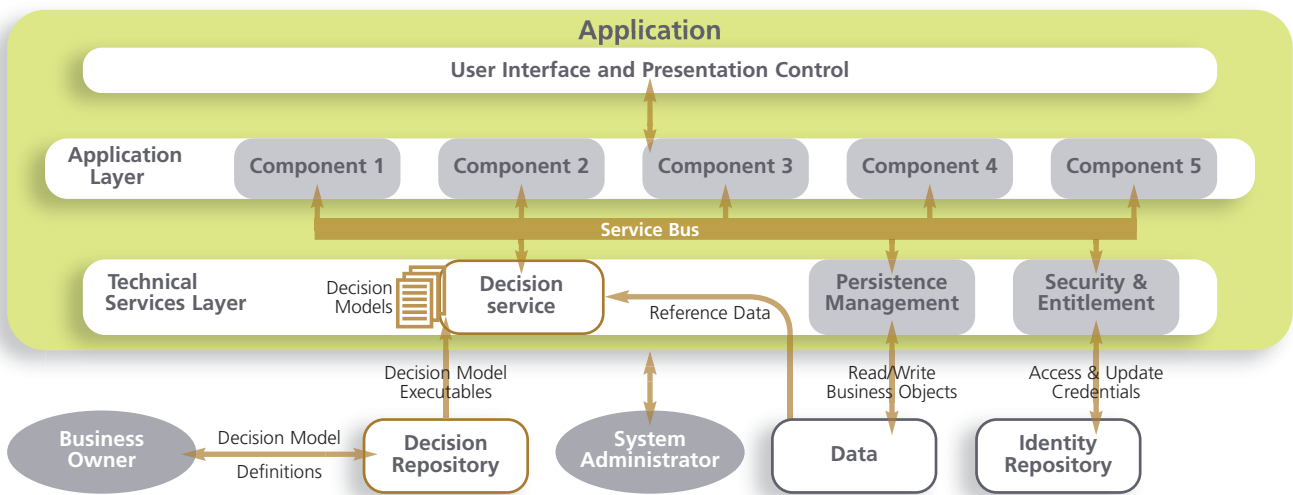 Application
User Interface and Presentation Control
Application
Layer
Component 1
Component 2
Component 3
Component 4
Component 5
Service Bus
Technical
Services Layer
Decision
Models
Decision
service
Reference Data
Persistence
Management
Security &
Entitlement
Decision Model
Executables
Read/Write
Business Objects
Access & Update
Credentials
Business
Owner
Decision Model
Definitions
Decision
Repository
System
Administrator
Data
Identity
Repository